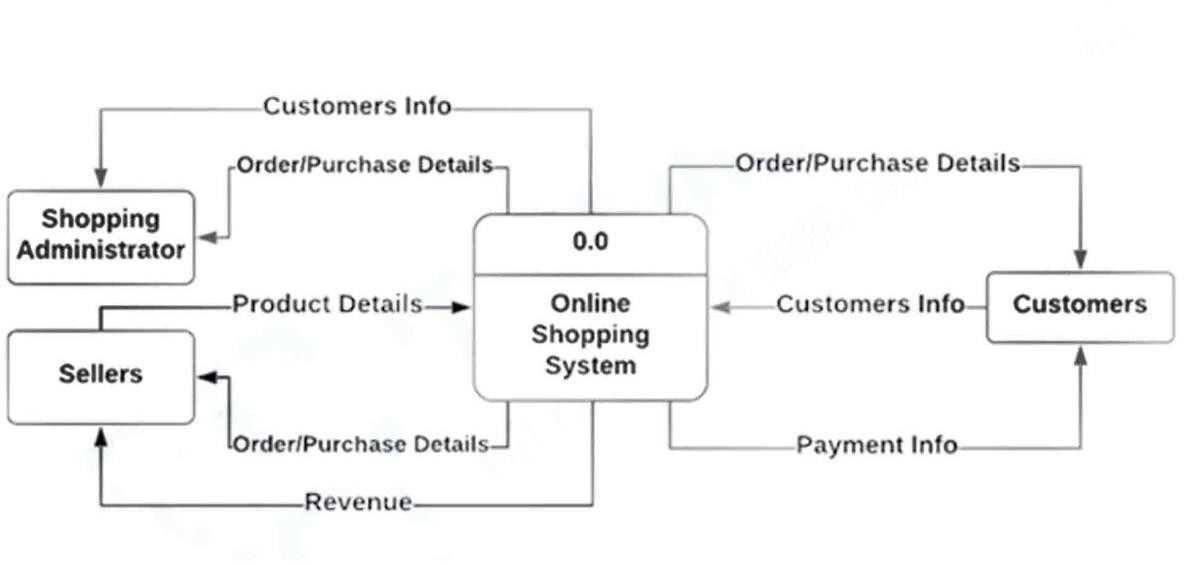 Customers Info
Order/Purchase Details
Order/Purchase Details
Shopping
Administrator
0.0
Product Details
Online
Shopping
System
Customers Info
Customers
Sellers
Order/Purchase Details
Payment Info
Revenue